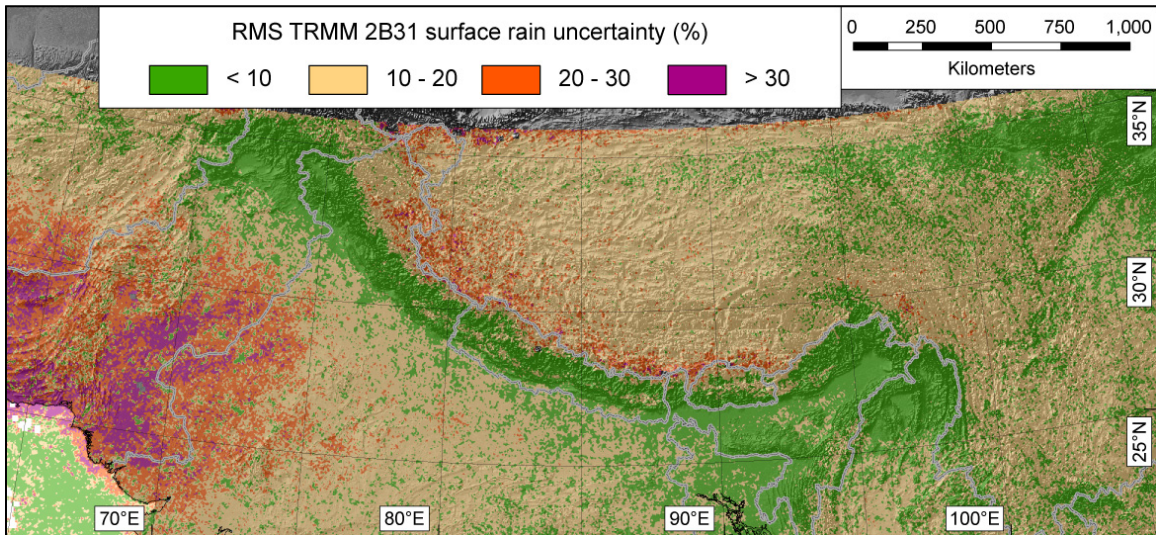 RMS TRMM 2B31 surface rain uncertainty (%)
< 10
10 - 20
20 - 30
> 30
0 250 500 750 1,000
Kilometers
35°N
30°N
25°N
70°E
80°E
90°E
100°E